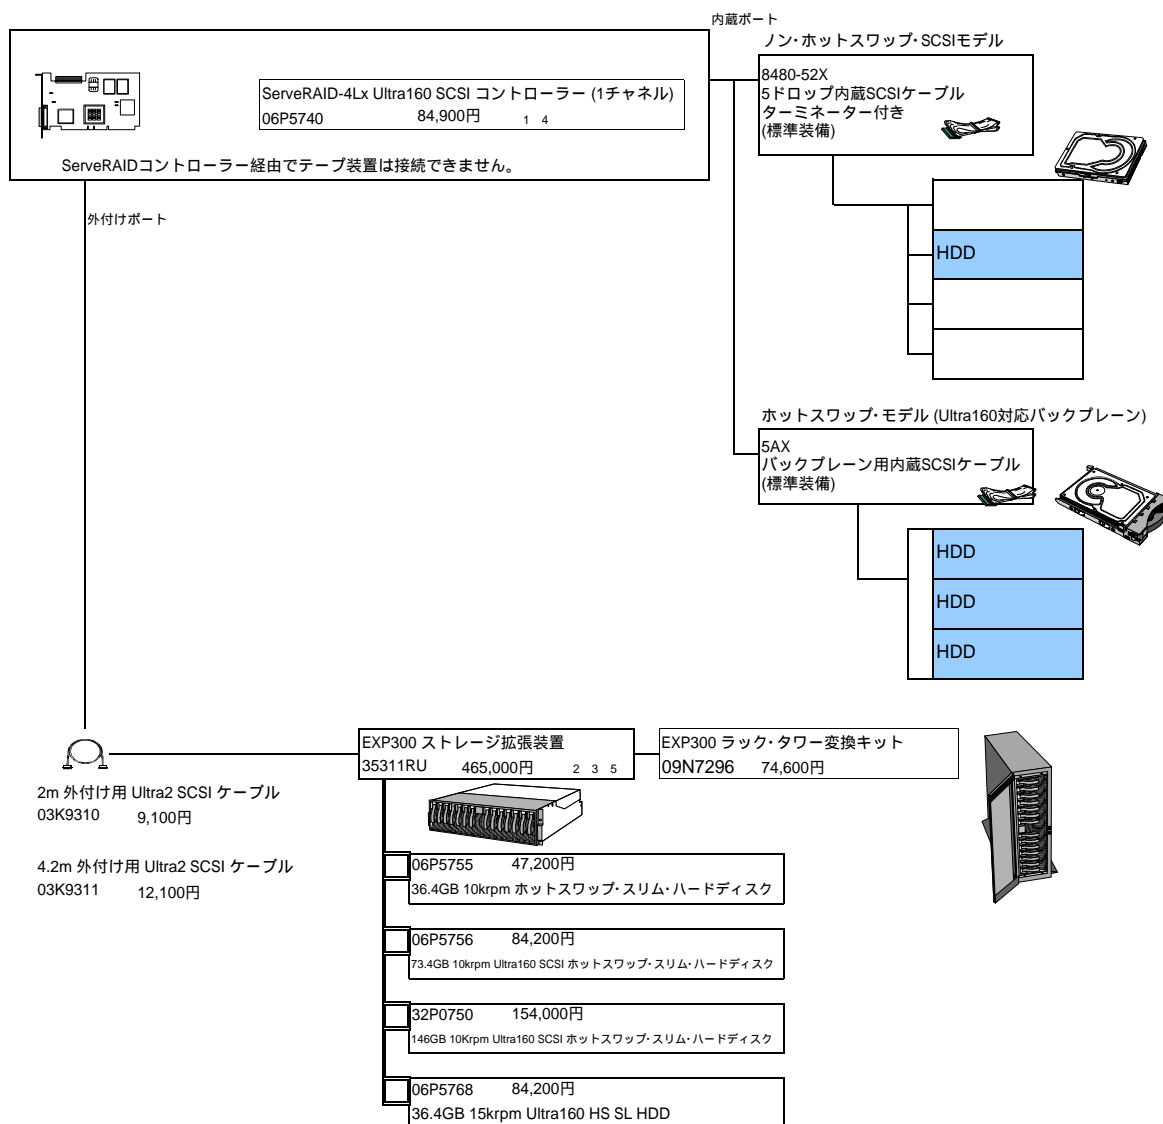 内蔵ポート
ノン・ホットスワップ・SCSIモデル
8480-52X
5ドロップ内蔵SCSIケーブル
ターミネーター付き
(標準装備)
ServeRAID-4Lx Ultra160 SCSI コントローラー (1チャネル)
06P5740 84,900円 1 4
ServeRAIDコントローラー経由でテープ装置は接続できません。
外付けポート
HDD
ホットスワップ・モデル (Ultra160対応バックプレーン)
5AX
バックプレーン用内蔵SCSIケーブル
(標準装備)
HDD
HDD
HDD
EXP300 ストレージ拡張装置
35311RU 465,000円 2 3 5
EXP300 ラック・タワー変換キット
09N7296 74,600円
2m 外付け用 Ultra2 SCSI ケーブル
03K9310 9,100円
4.2m 外付け用 Ultra2 SCSI ケーブル
03K9311 12,100円
06P5755 47,200円
36.4GB 10krpm ホットスワップ・スリム・ハードディスク
06P5756 84,200円
73.4GB 10krpm Ultra160 SCSI ホットスワップ・スリム・ハードディスク
32P0750 154,000円
146GB 10Krpm Ultra160 SCSI ホットスワップ・スリム・ハードディスク
06P5768 84,200円
36.4GB 15krpm Ultra160 HS SL HDD